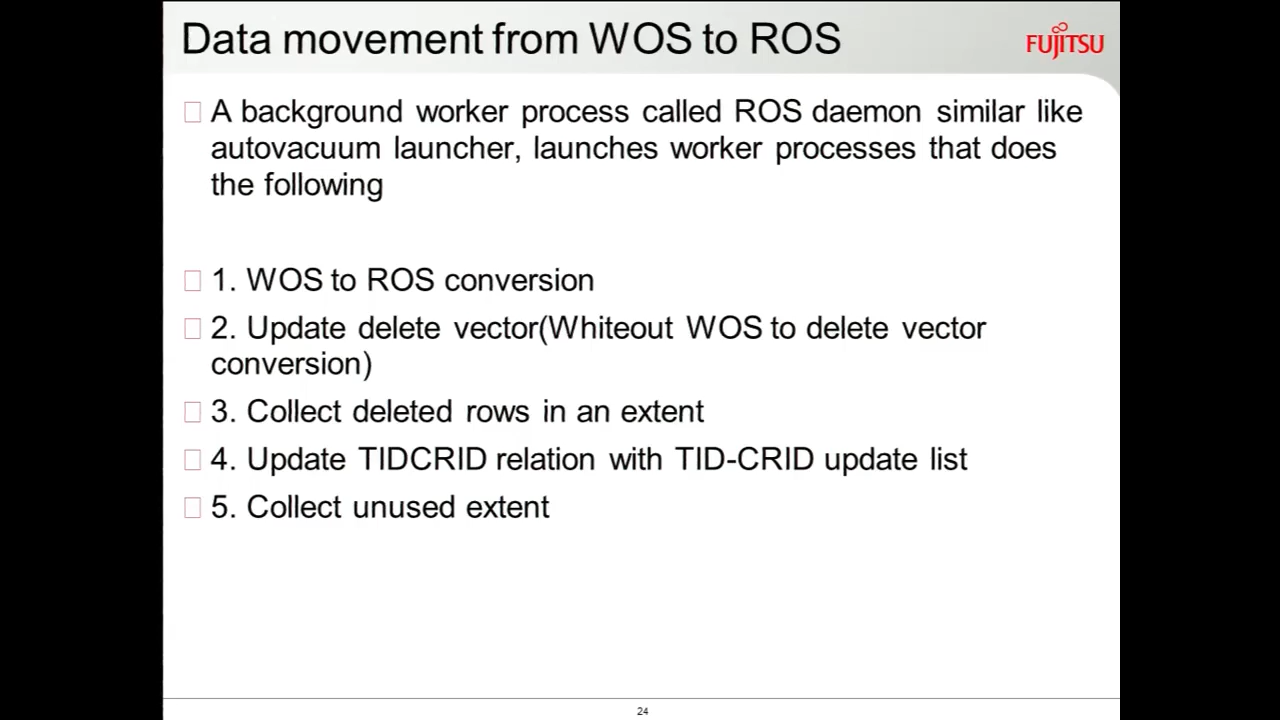 Data movement from WOS to ROS
FUJITSU
A background worker process called ROS daemon similar like
autovacuum launcher, launches worker processes that does
the following
1. WOS to ROS conversion
2. Update delete vector(Whiteout WOS to delete vector
conversion)
3. Collect deleted rows in an extent
4. Update TIDCRID relation with TID-CRID update list
5. Collect unused extent
24